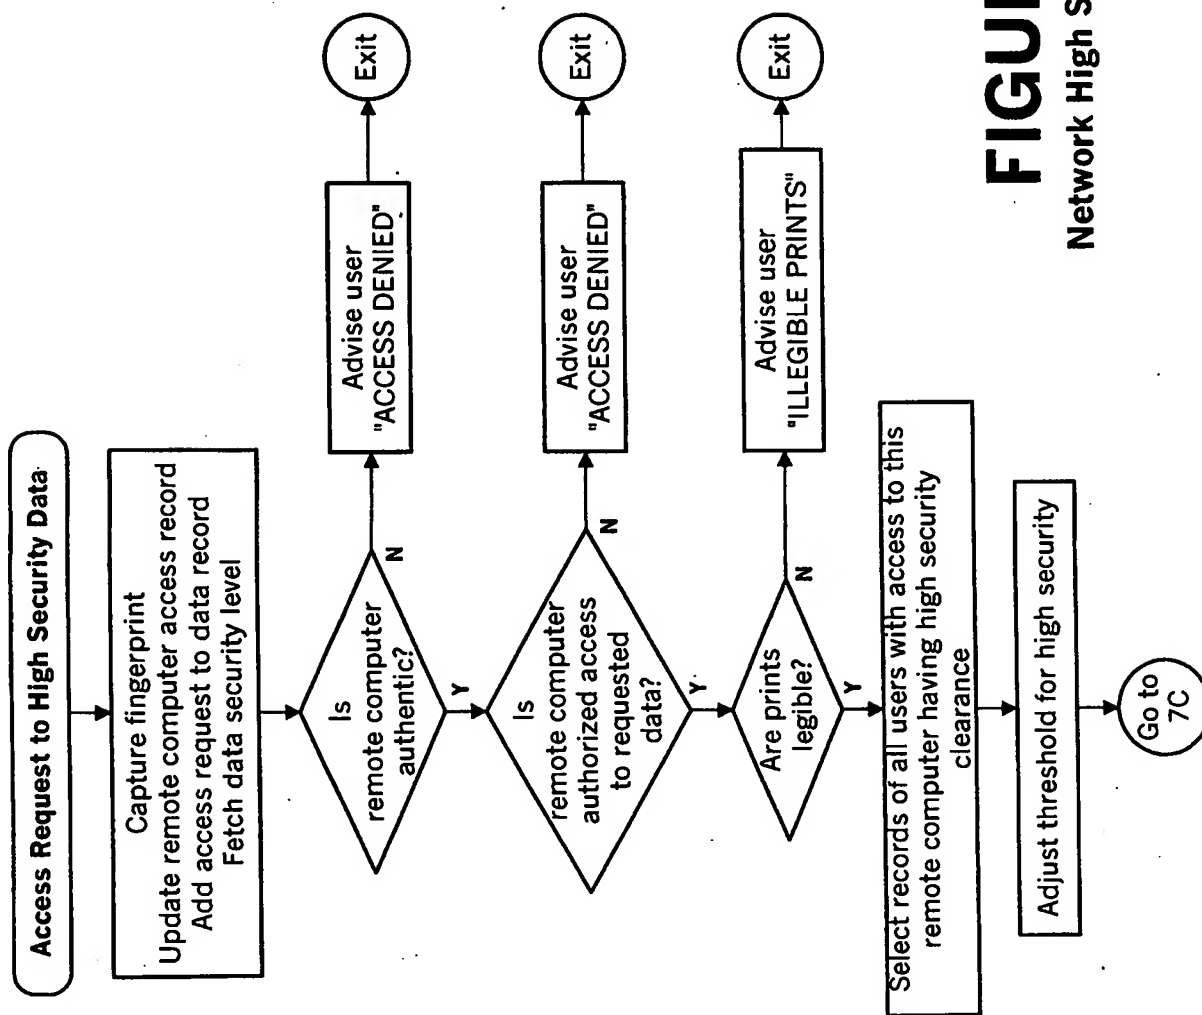 Access Request to High Security Data
Capture fingerprint
Update remote computer access record
Add access request to data record
Fetch data security level
Is
remote computer
authentic?
N
Advise user
"ACCESS DENIED"
Exit
Y
Is
remote computer
authorized access
to requested
data?
N
Advise user
"ACCESS DENIED"
Exit
Y
Are prints
legible?
N
Advise user
"ILLEGIBLE PRINTS"
Exit
Y
Select records of all users with access to this
remote computer having high security
clearance
Adjust threshold for high security
Go to
7C
Network High